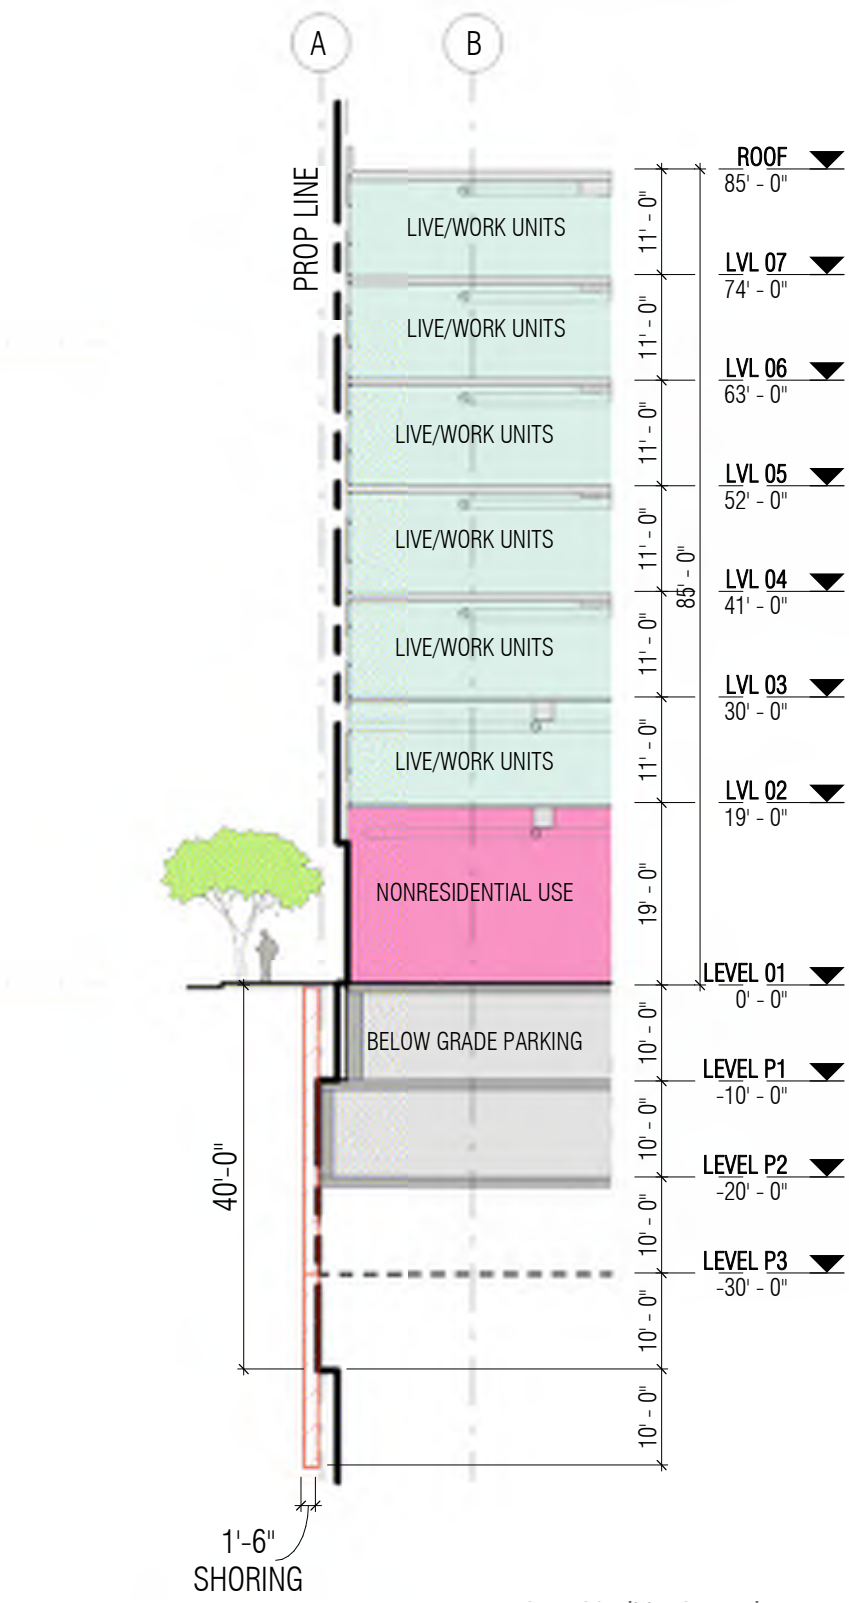 A
B
PROP LINE
ROOF
85' - 0"
11' - 0"
LIVE/WORK UNITS
LVL 07
74' - 0"
11' - 0"
LIVE/WORK UNITS
LVL 06
63' - 0"
11' - 0"
LIVE/WORK UNITS
LVL 05
52' - 0"
11' - 0"
LIVE/WORK UNITS
85' - 0"
LVL 04
41' - 0"
11' - 0"
LIVE/WORK UNITS
LVL 03
30' - 0"
11' - 0"
LIVE/WORK UNITS
LVL 02
19' - 0"
19' - 0"
NONRESIDENTIAL USE
LEVEL 01
0' - 0"
10' - 0"
BELOW GRADE PARKING
LEVEL P1
-10' - 0"
10' - 0"
40'-0"
LEVEL P2
-20' - 0"
10' - 0"
LEVEL P3
-30' - 0"
10' - 0"
10' - 0"
1'-6"
SHORING